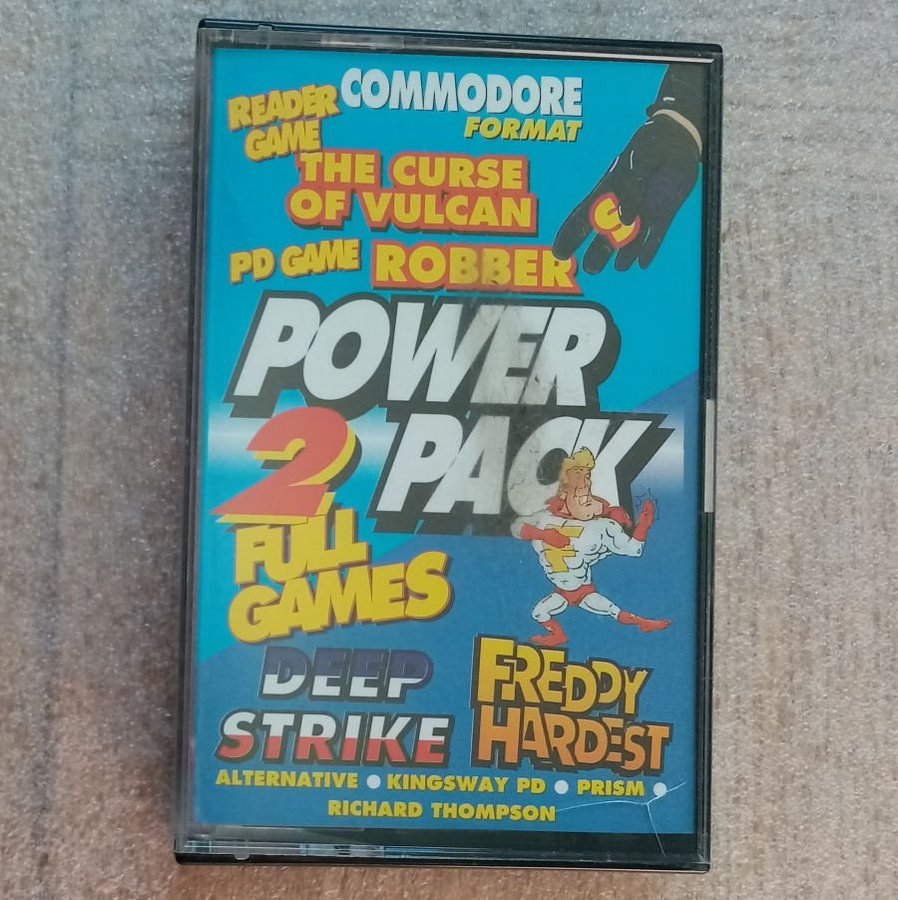 READER
GAME
COMMODORE
FORMAT
THE CURSE
OF VULCAN
PD GAME ROBBER
POWER
PACK
2
FULL
GAMES
F
DEEP
STRIKE
FREDDY
HARDEST
ALTERNATIVE ● KINGSWAY PD ● PRISM ●
RICHARD THOMPSON